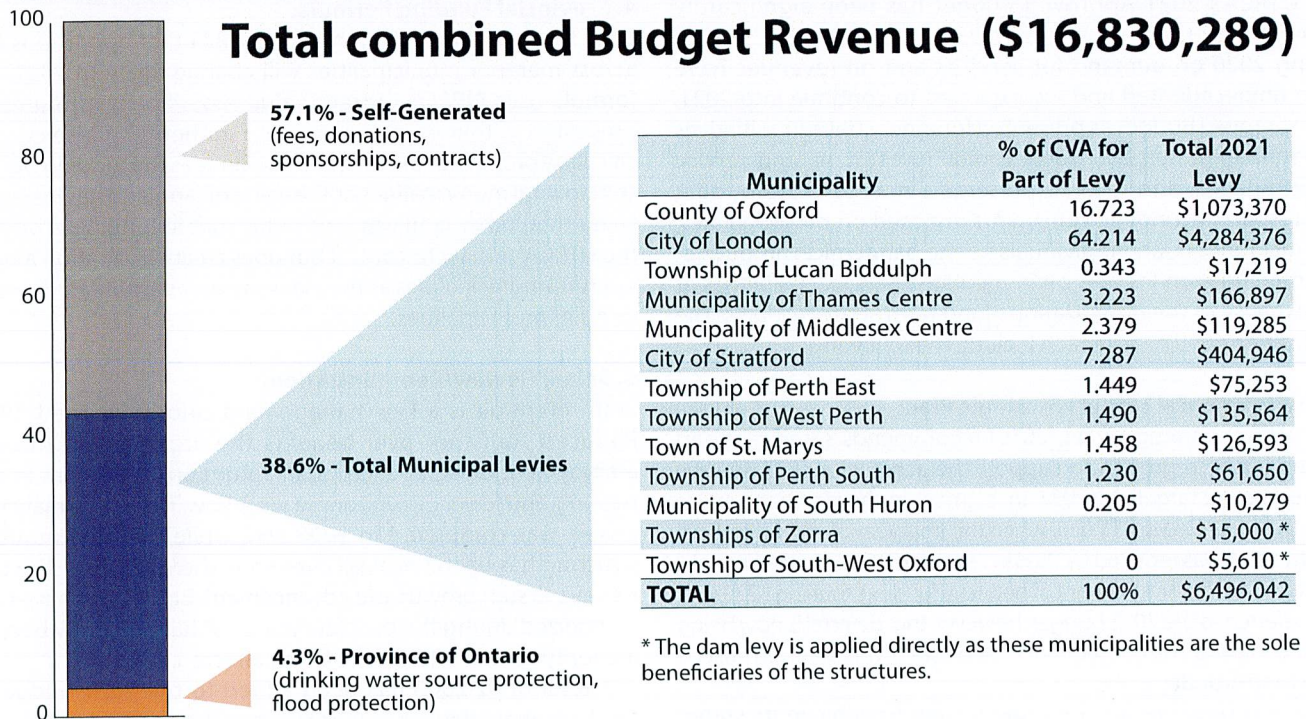 Total combined Budget Revenue ($16,830,289)
100
80
60
40
20
0
57.1% - Self-Generated
(fees, donations,
sponsorships, contracts)
38.6% - Total Municipal Levies
4.3% - Province of Ontario
(drinking water source protection,
flood protection)
Municipality % of CVA for Part of Levy Total 2021 Levy
County of Oxford 16.723 $1,073,370
City of London 64.214 $4,284,376
Township of Lucan Biddulph 0.343 $17,219
Municipality of Thames Centre 3.223 $166,897
Muncipality of Middlesex Centre 2.379 $119,285
City of Stratford 7.287 $404,946
Township of Perth East 1.449 $75,253
Township of West Perth 1.490 $135,564
Town of St. Marys 1.458 $126,593
Township of Perth South 1.230 $61,650
Municipality of South Huron 0.205 $10,279
Townships of Zorra 0 $15,000 *
Township of South-West Oxford 0 $5,610 *
TOTAL 100% $6,496,042
* The dam levy is applied directly as these municipalities are the sole
beneficiaries of the structures.